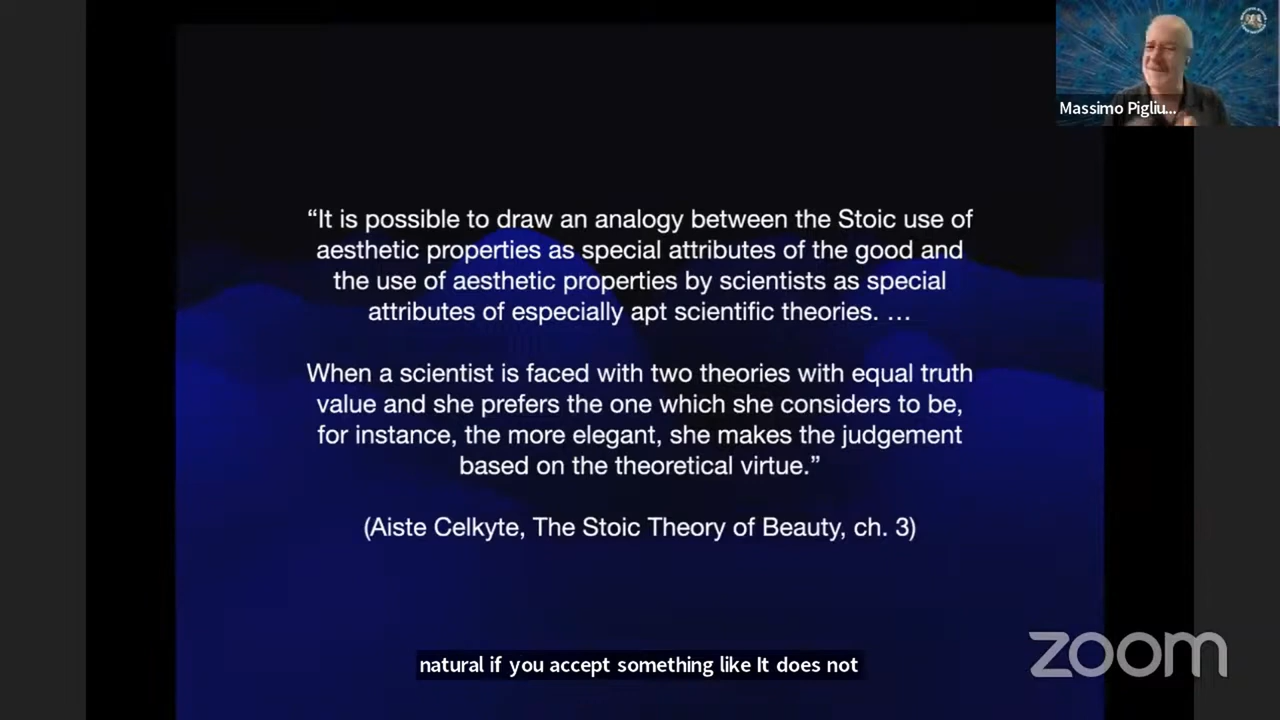 Massimo Pigliu...
“It is possible to draw an analogy between the Stoic use of
aesthetic properties as special attributes of the good and
the use of aesthetic properties by scientists as special
attributes of especially apt scientific theories. …
When a scientist is faced with two theories with equal truth
value and she prefers the one which she considers to be,
for instance, the more elegant, she makes the judgement
based on the theoretical virtue.”
(Aiste Celkyte, The Stoic Theory of Beauty, ch. 3)
natural if you accept something like It does not
zoom